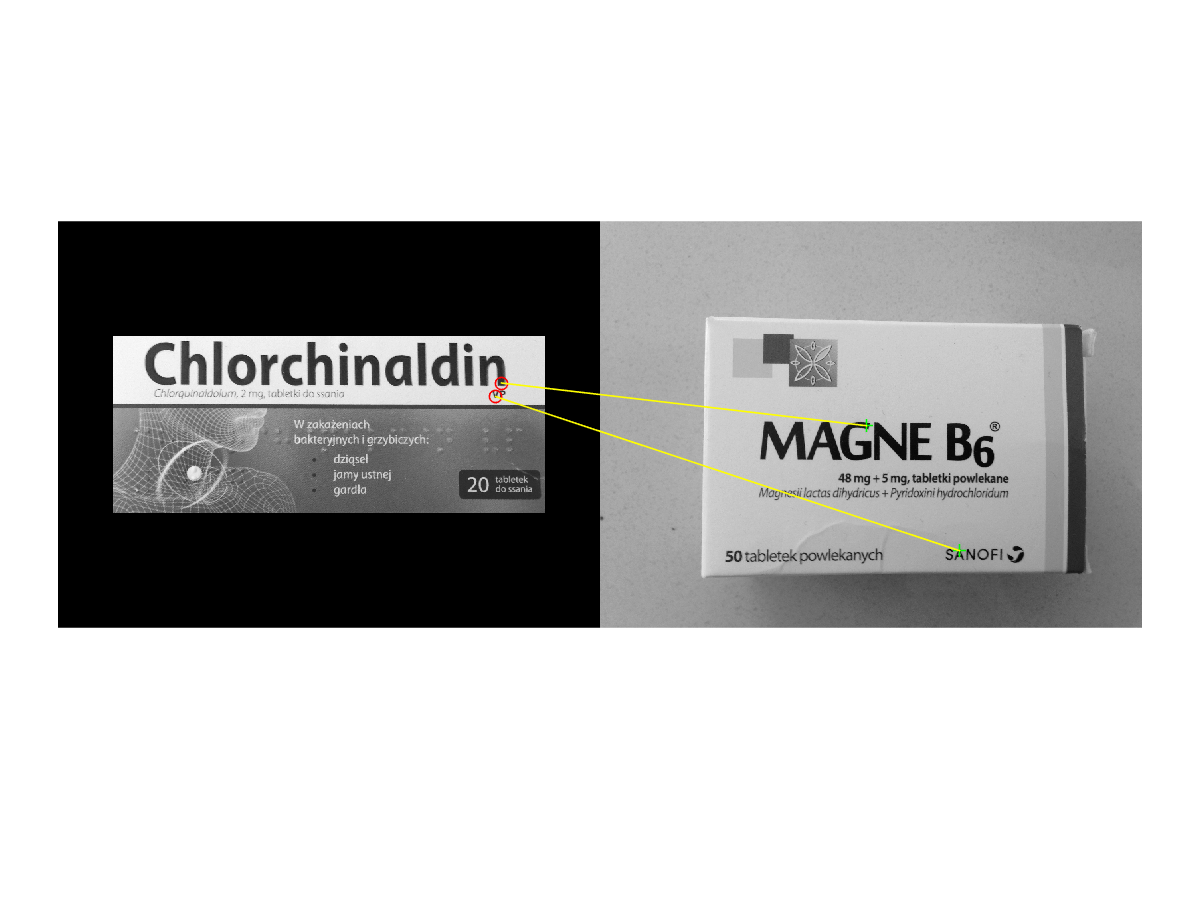 Chlorchinaldin
VP
Chlorquinaldolum, 2 mg, tabletki do ssania
W zakażeniach
bakteryjnych i grzybiczych:
dziąseł
jamy ustnej
gardła
20 tabletek
do ssania
MAGNE B6®
48 mg + 5 mg, tabletki powlekane
Magnesii lactas dihydricus + Pyridoxini hydrochloridum
50 tabletek powlekanych
SANOFI